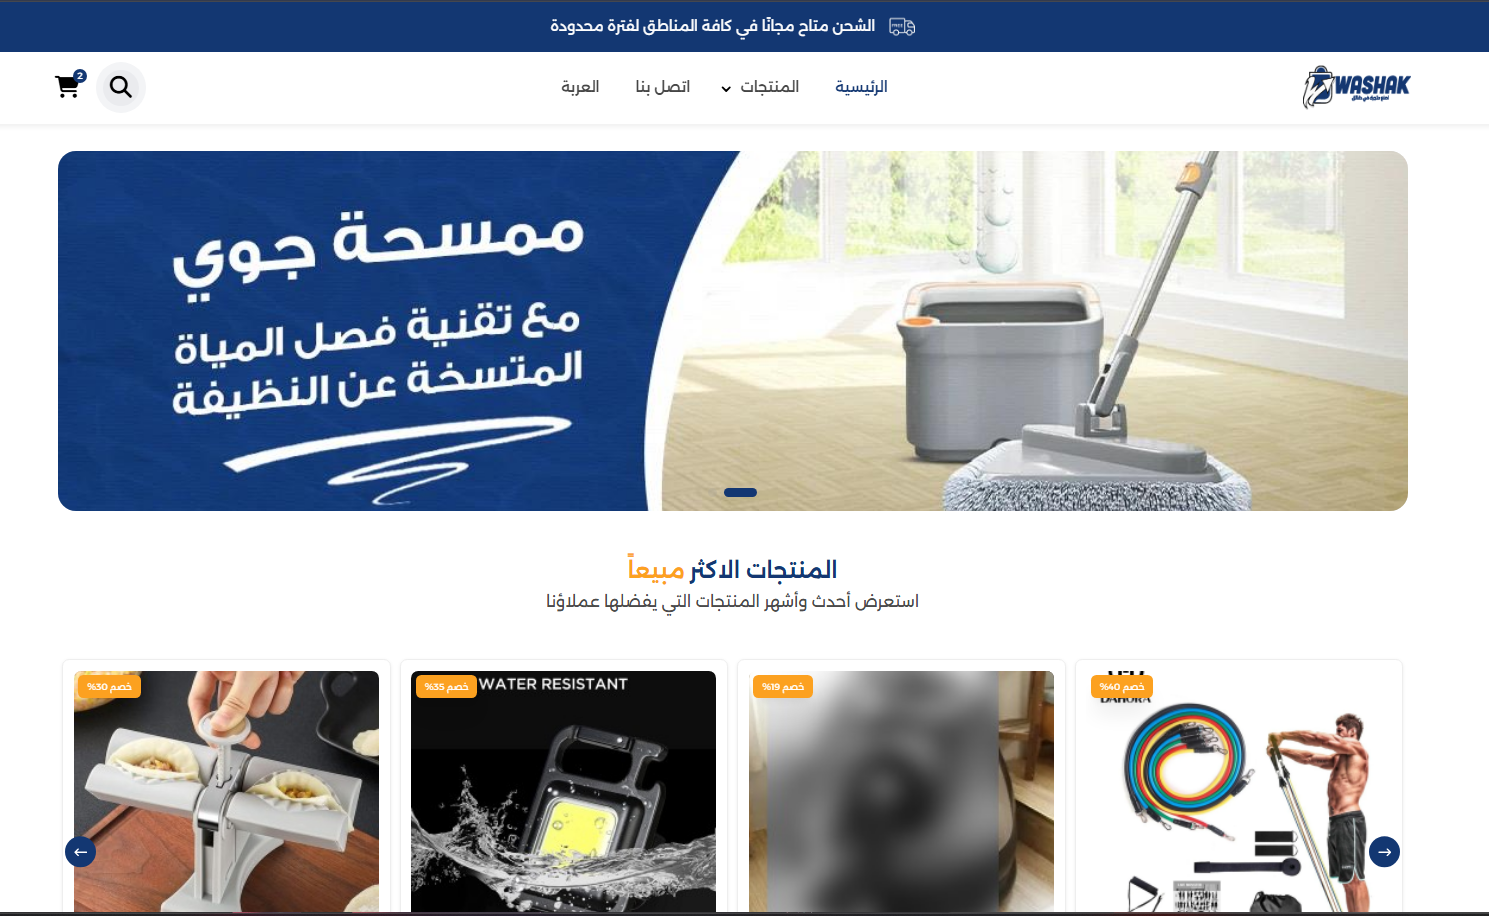 الشحن متاح مجانًا في كافة المناطق لفترة محدودة
WASHAK
الرئيسية
المنتجات
اتصل بنا
العربة
2
ممسحة جوي
مع تقنية فصل المياة
المتسخة عن النظيفة
المنتجات الاكثر مبيعاً
استعرض أحدث وأشهر المنتجات التي يفضلها عملاؤنا
خصم 40%
خصم 19%
خصم 35%
WATER RESISTANT
خصم 30%